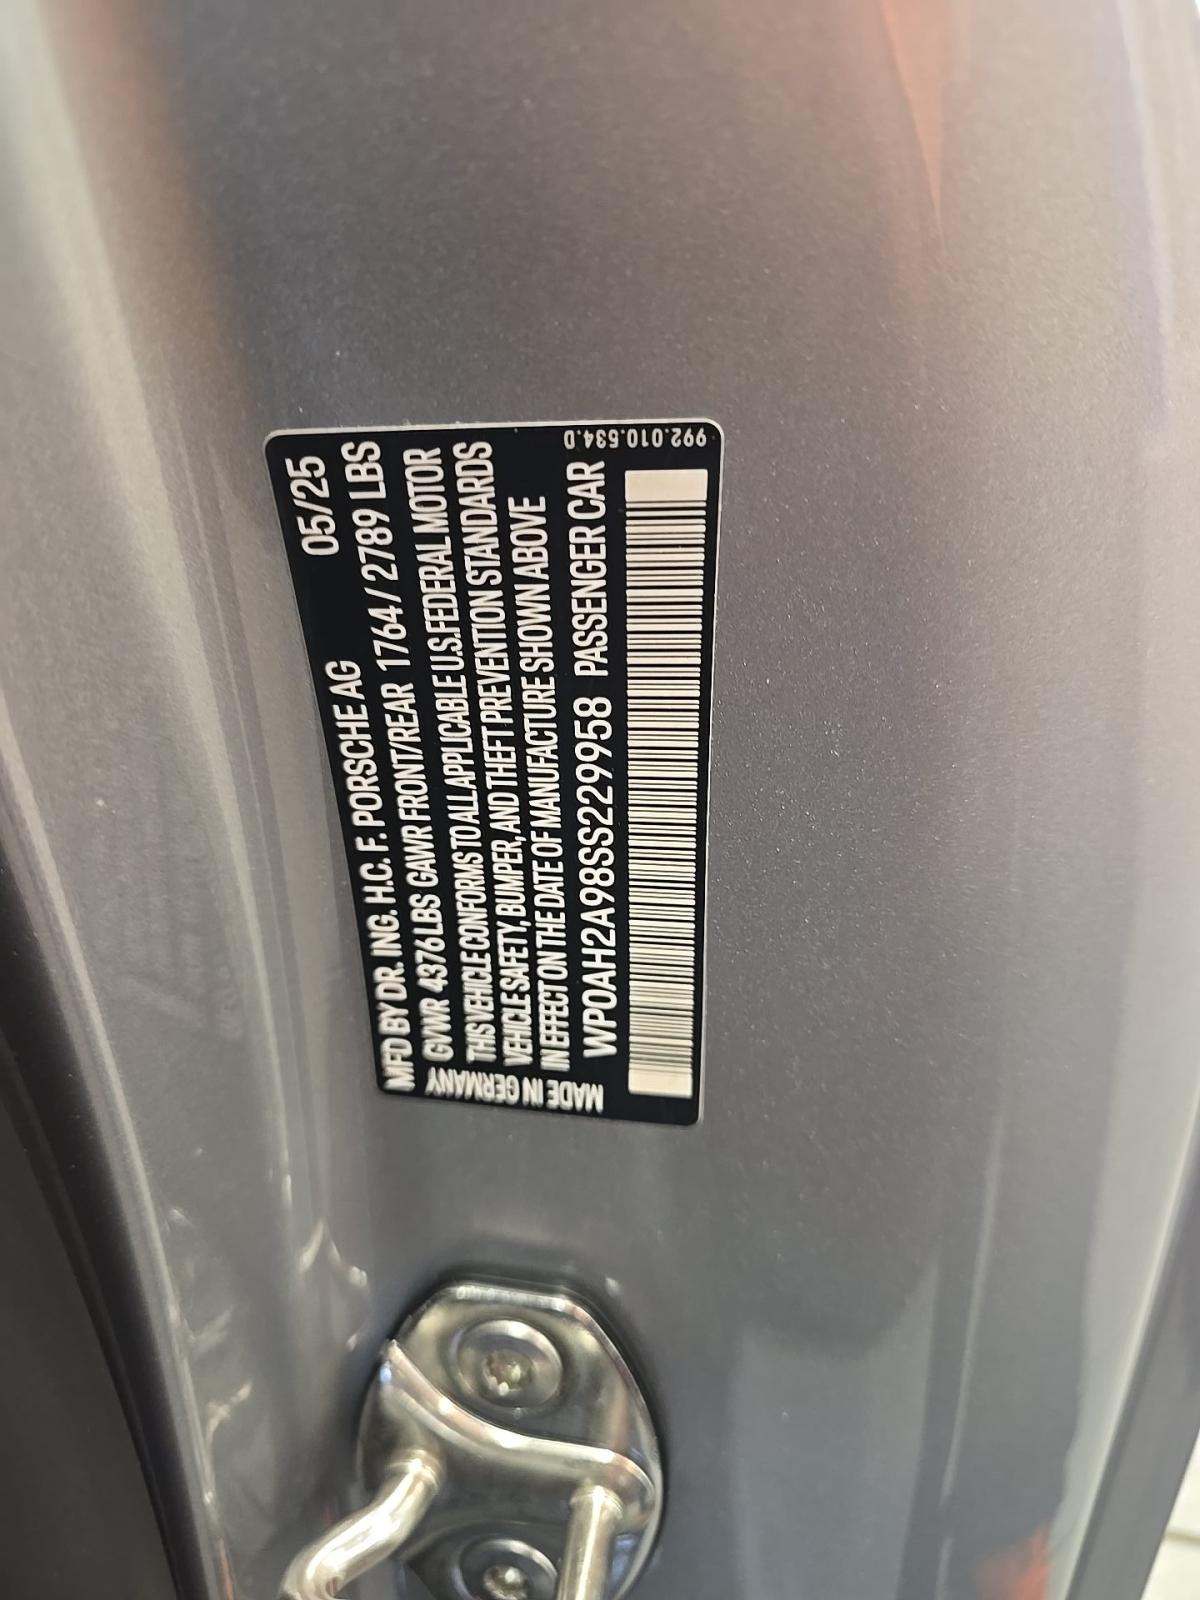 MFD BY DR. ING. H.C. F. PORSCHE AG 05/25
GVWR 4376 LBS GAWR FRONT/REAR 1764 / 2789 LBS
THIS VEHICLE CONFORMS TO ALL APPLICABLE U.S. FEDERAL MOTOR
VEHICLE SAFETY, BUMPER, AND THEFT PREVENTION STANDARDS
IN EFFECT ON THE DATE OF MANUFACTURE SHOWN ABOVE
WP0AH2A98SS229958 PASSENGER CAR
MADE IN GERMANY
992.010.534.D